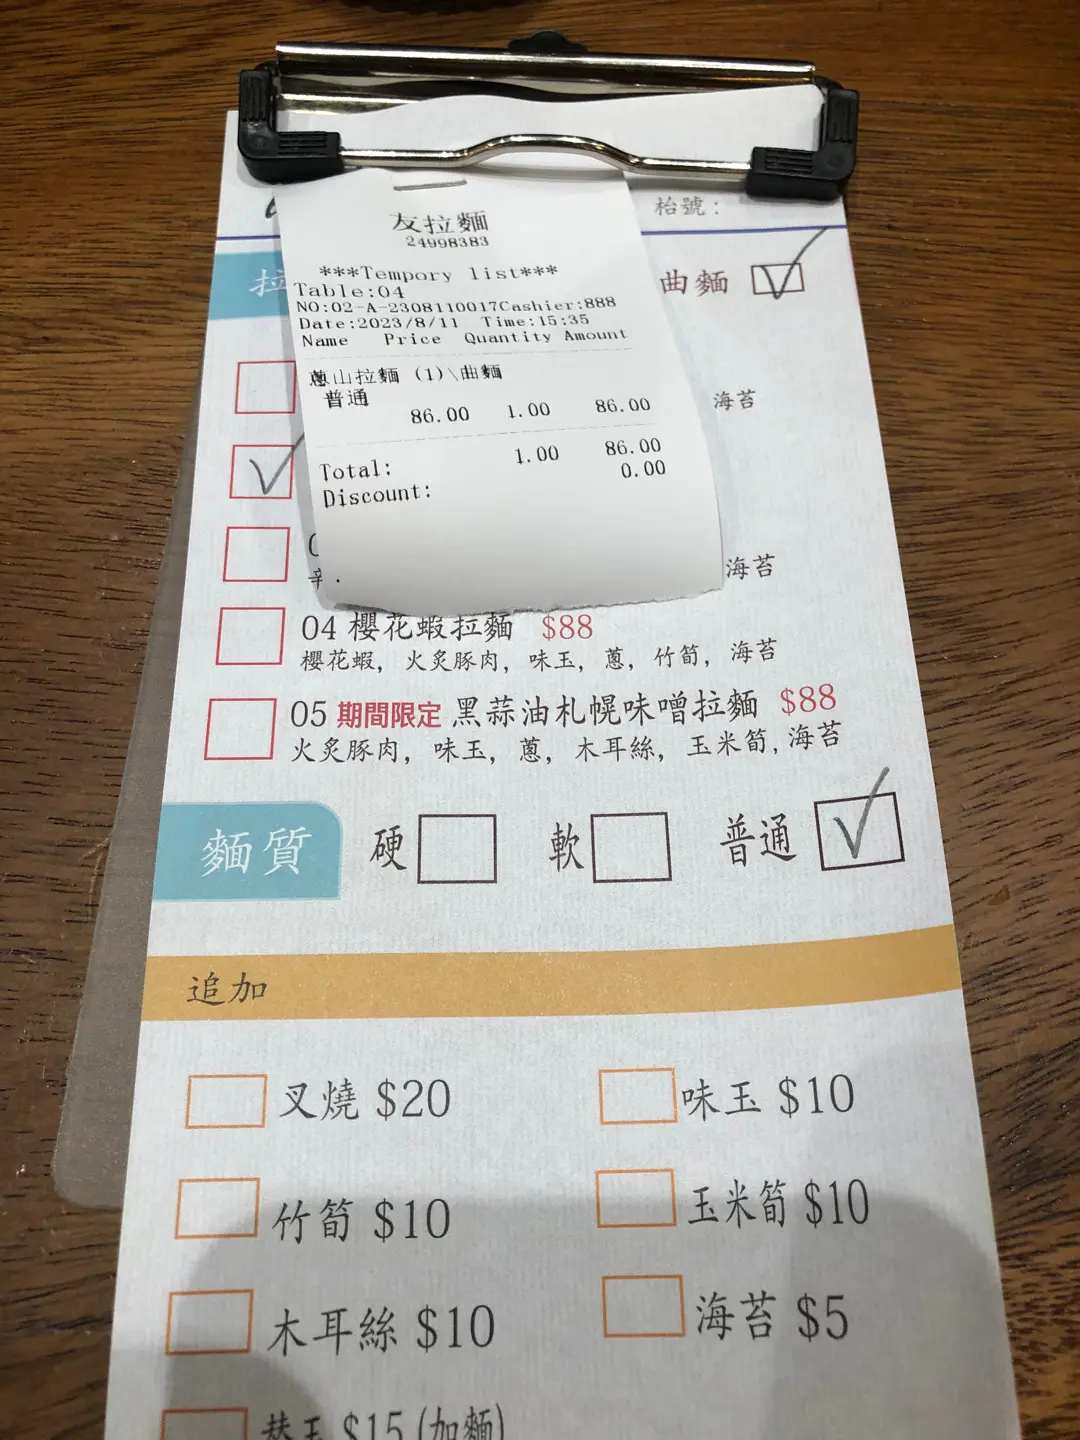 友拉麵
24998383
***Tempory list***
Table:04
NO:02-A-2308110017Cashier:888
Date:2023/8/11 Time:15:35
Name Price Quantity Amount
蔥山拉麵 (1)\曲麵
普通
86.00 1.00 86.00
Total: 1.00 86.00
Discount: 0.00
枱號：
拉
曲麵
海苔
海苔
04 櫻花蝦拉麵 $88
櫻花蝦, 火炙豚肉, 味玉, 蔥, 竹筍, 海苔
05 期間限定 黑蒜油札幌味噌拉麵 $88
火炙豚肉, 味玉, 蔥, 木耳絲, 玉米筍, 海苔
麵質 硬 軟 普通
追加
叉燒 $20 味玉 $10
竹筍 $10 玉米筍 $10
木耳絲 $10 海苔 $5
替玉 $15 (加麵)